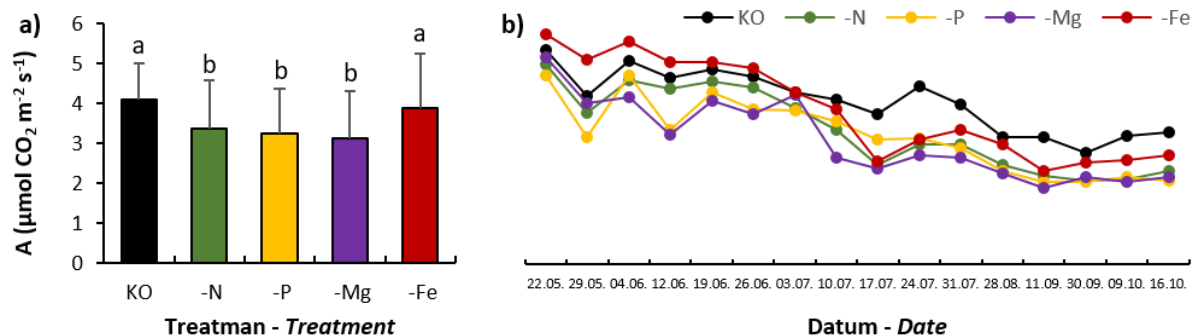 a)
A (µmol CO₂ m⁻² s⁻¹)
6
5
4
3
2
1
0
a
b
b
b
a
KO -N -P -Mg -Fe
Treatman - Treatment
b)
KO -N -P -Mg -Fe
22.05. 29.05. 04.06. 12.06. 19.06. 26.06. 03.07. 10.07. 17.07. 24.07. 31.07. 28.08. 11.09. 30.09. 09.10. 16.10.
Datum - Date